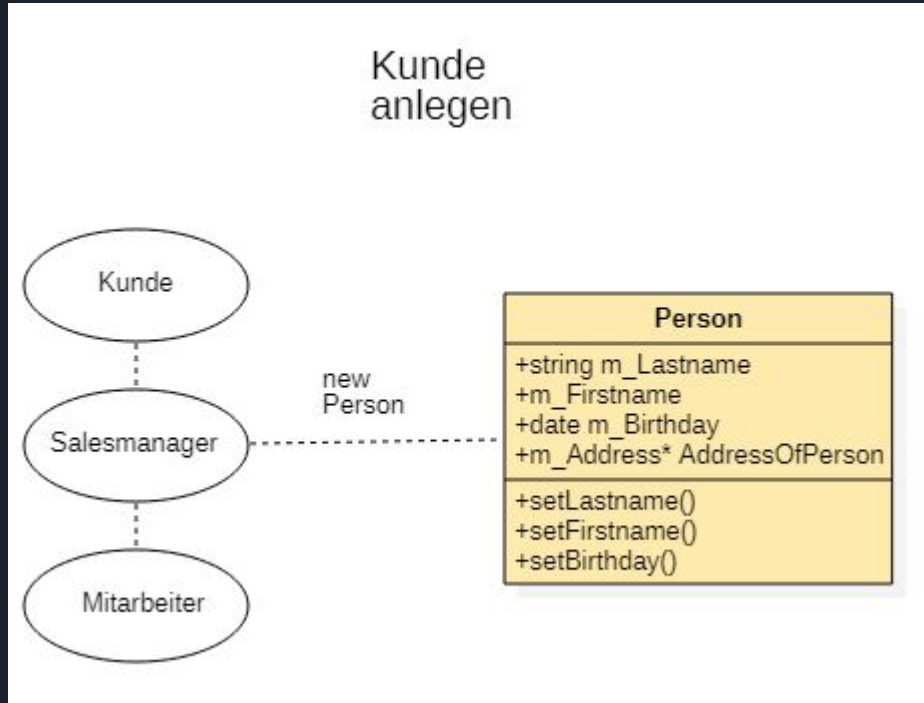 Kunde
anlegen
Kunde
Salesmanager
Mitarbeiter
new
Person
Person
+string m_Lastname
+m_Firstname
+date m_Birthday
+m_Address* AddressOfPerson
+setLastname()
+setFirstname()
+setBirthday()